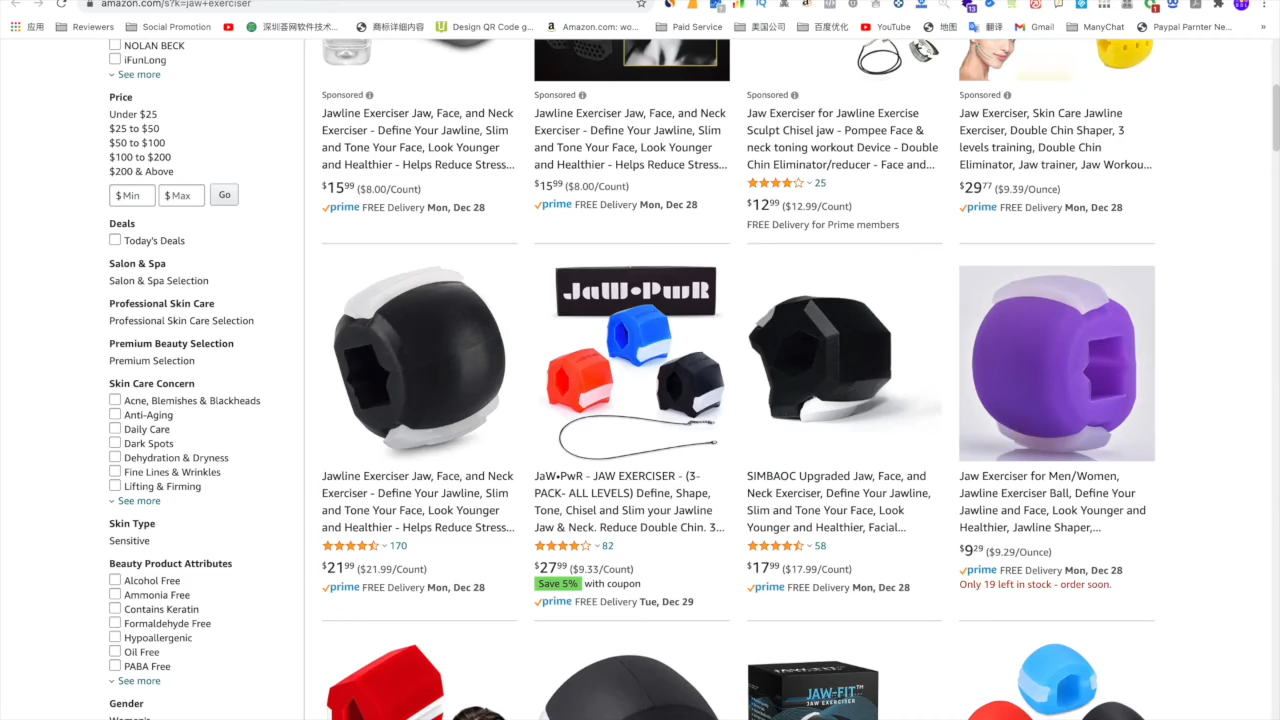 amazon.com/s?k=jaw+exerciser
应用
Reviewers
Social Promotion
深圳荟网软件技术...
商标详细内容
Design QR Code g...
Amazon.com: wo...
Paid Service
美国公司
百度优化
YouTube
地图
翻译
Gmail
ManyChat
Paypal Parnter Ne...
NOLAN BECK
iFunLong
See more
Price
Under $25
$25 to $50
$50 to $100
$100 to $200
$200 & Above
$ Min
$ Max
Go
Deals
Today's Deals
Salon & Spa
Salon & Spa Selection
Professional Skin Care
Professional Skin Care Selection
Premium Beauty Selection
Premium Selection
Skin Care Concern
Acne, Blemishes & Blackheads
Anti-Aging
Daily Care
Dark Spots
Dehydration & Dryness
Fine Lines & Wrinkles
Lifting & Firming
See more
Skin Type
Sensitive
Beauty Product Attributes
Alcohol Free
Ammonia Free
Contains Keratin
Formaldehyde Free
Hypoallergenic
Oil Free
PABA Free
See more
Gender
Sponsored
Jawline Exerciser Jaw, Face, and Neck
Exerciser - Define Your Jawline, Slim
and Tone Your Face, Look Younger
and Healthier - Helps Reduce Stress...
$1599 ($8.00/Count)
prime FREE Delivery Mon, Dec 28
Sponsored
Jawline Exerciser Jaw, Face, and Neck
Exerciser - Define Your Jawline, Slim
and Tone Your Face, Look Younger
and Healthier - Helps Reduce Stress...
$1599 ($8.00/Count)
prime FREE Delivery Mon, Dec 28
Sponsored
Jaw Exerciser for Jawline Exercise
Sculpt Chisel jaw - Pompee Face &
neck toning workout Device - Double
Chin Eliminator/reducer - Face and...
25
$1299 ($12.99/Count)
FREE Delivery for Prime members
Sponsored
Jaw Exerciser, Skin Care Jawline
Exerciser, Double Chin Shaper, 3
levels training, Double Chin
Eliminator, Jaw trainer, Jaw Workou...
$2977 ($9.39/Ounce)
prime FREE Delivery Mon, Dec 28
Jawline Exerciser Jaw, Face, and Neck
Exerciser - Define Your Jawline, Slim
and Tone Your Face, Look Younger
and Healthier - Helps Reduce Stress...
170
$2199 ($21.99/Count)
prime FREE Delivery Mon, Dec 28
JaW•PwR
JaW•PwR - JAW EXERCISER - (3-
PACK- ALL LEVELS) Define, Shape,
Tone, Chisel and Slim your Jawline
Jaw & Neck. Reduce Double Chin. 3...
82
$2799 ($9.33/Count)
Save 5% with coupon
prime FREE Delivery Tue, Dec 29
SIMBAOC Upgraded Jaw, Face, and
Neck Exerciser, Define Your Jawline,
Slim and Tone Your Face, Look
Younger and Healthier, Facial...
58
$1799 ($17.99/Count)
prime FREE Delivery Mon, Dec 28
Jaw Exerciser for Men/Women,
Jawline Exerciser Ball, Define Your
Jawline and Face, Look Younger and
Healthier, Jawline Shaper,...
$929 ($9.29/Ounce)
prime FREE Delivery Mon, Dec 28
Only 19 left in stock - order soon.
JAW-FIT™
JAW EXERCISER